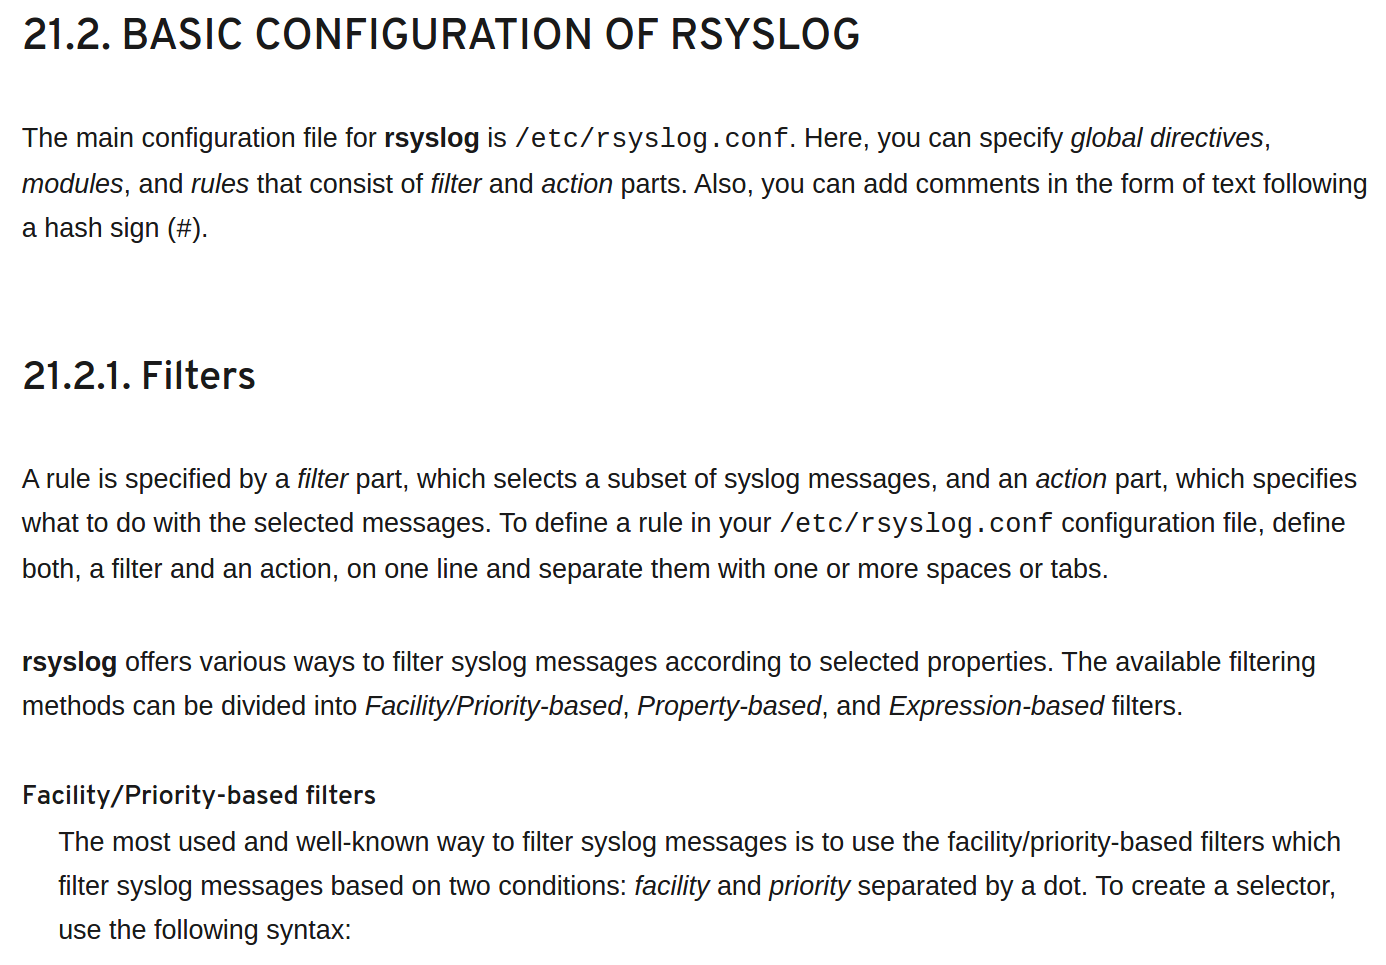 21.2. BASIC CONFIGURATION OF RSYSLOG
The main configuration file for rsyslog is /etc/rsyslog.conf. Here, you can specify global directives,
modules, and rules that consist of filter and action parts. Also, you can add comments in the form of text following
a hash sign (#).
21.2.1. Filters
A rule is specified by a filter part, which selects a subset of syslog messages, and an action part, which specifies
what to do with the selected messages. To define a rule in your /etc/rsyslog.conf configuration file, define
both, a filter and an action, on one line and separate them with one or more spaces or tabs.
rsyslog offers various ways to filter syslog messages according to selected properties. The available filtering
methods can be divided into Facility/Priority-based, Property-based, and Expression-based filters.
Facility/Priority-based filters
The most used and well-known way to filter syslog messages is to use the facility/priority-based filters which
filter syslog messages based on two conditions: facility and priority separated by a dot. To create a selector,
use the following syntax: